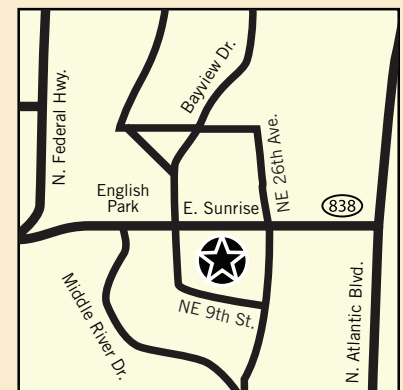 Bayview Dr.
N. Federal Hwy.
NE 26th Ave.
English
Park
E. Sunrise
838
Middle River Dr.
NE 9th St.
N. Atlantic Blvd.